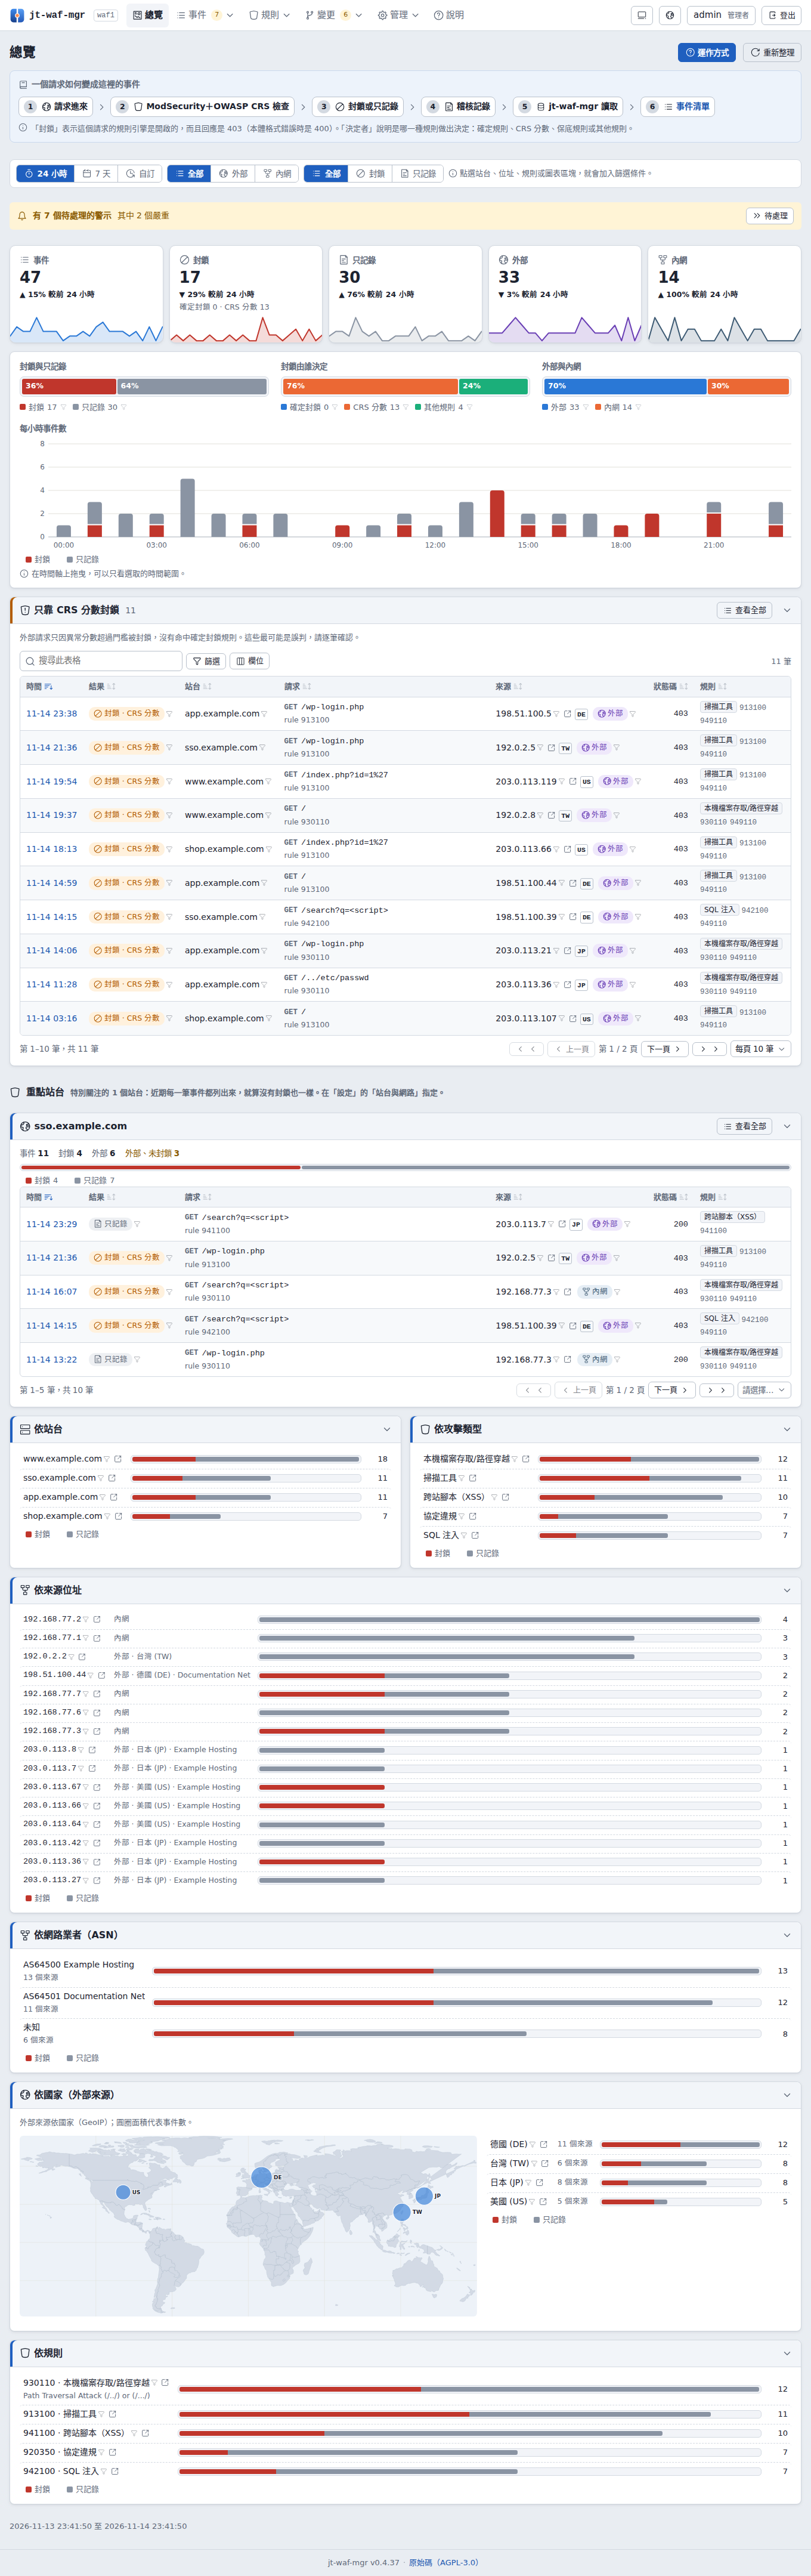 jt-waf-mgr waf1 總覽 事件 7 規則 變更 6 管理 說明 admin 管理者 登出
總覽 運作方式 重新整理
一個請求如何變成這裡的事件
1 請求進來 2 ModSecurity＋OWASP CRS 檢查 3 封鎖或只記錄 4 稽核記錄 5 jt-waf-mgr 讀取 6 事件清單
「封鎖」表示這個請求的規則引擎是開啟的，而且回應是 403（本體格式錯誤時是 400）。「決定者」說明是哪一種規則做出決定：確定規則、CRS 分數、保底規則或其他規則。
24 小時 7 天 自訂 全部 外部 內網 全部 封鎖 只記錄 點選站台、位址、規則或圖表區塊，就會加入篩選條件。
有 7 個待處理的警示 其中 2 個嚴重 待處理
事件 封鎖 只記錄 外部 內網
47 17 30 33 14
▲ 15% 較前 24 小時 ▼ 29% 較前 24 小時 ▲ 76% 較前 24 小時 ▼ 3% 較前 24 小時 ▲ 100% 較前 24 小時
確定封鎖 0 · CRS 分數 13
封鎖與只記錄 封鎖由誰決定 外部與內網
36% 64% 76% 24% 70% 30%
封鎖 17 只記錄 30 確定封鎖 0 CRS 分數 13 其他規則 4 外部 33 內網 14
每小時事件數
8
6
4
2
0
00:00 03:00 06:00 09:00 12:00 15:00 18:00 21:00
封鎖 只記錄
在時間軸上拖曳，可以只看選取的時間範圍。
只靠 CRS 分數封鎖 11 查看全部
外部請求只因異常分數超過門檻被封鎖，沒有命中確定封鎖規則。這些最可能是誤判，請逐筆確認。
搜尋此表格 篩選 欄位 11 筆
時間 結果 站台 請求 來源 狀態碼 規則
11-14 23:38 封鎖 · CRS 分數 app.example.com GET /wp-login.php rule 913100 198.51.100.5 DE 外部 403 掃描工具 913100 949110
11-14 21:36 封鎖 · CRS 分數 sso.example.com GET /wp-login.php rule 913100 192.0.2.5 TW 外部 403 掃描工具 913100 949110
11-14 19:54 封鎖 · CRS 分數 www.example.com GET /index.php?id=1%27 rule 913100 203.0.113.119 US 外部 403 掃描工具 913100 949110
11-14 19:37 封鎖 · CRS 分數 www.example.com GET / rule 930110 192.0.2.8 TW 外部 403 本機檔案存取/路徑穿越 930110 949110
11-14 18:13 封鎖 · CRS 分數 shop.example.com GET /index.php?id=1%27 rule 913100 203.0.113.66 US 外部 403 掃描工具 913100 949110
11-14 14:59 封鎖 · CRS 分數 app.example.com GET / rule 913100 198.51.100.44 DE 外部 403 掃描工具 913100 949110
11-14 14:15 封鎖 · CRS 分數 sso.example.com GET /search?q=<script> rule 942100 198.51.100.39 DE 外部 403 SQL 注入 942100 949110
11-14 14:06 封鎖 · CRS 分數 app.example.com GET /wp-login.php rule 930110 203.0.113.21 JP 外部 403 本機檔案存取/路徑穿越 930110 949110
11-14 11:28 封鎖 · CRS 分數 app.example.com GET /../etc/passwd rule 930110 203.0.113.36 JP 外部 403 本機檔案存取/路徑穿越 930110 949110
11-14 03:16 封鎖 · CRS 分數 shop.example.com GET / rule 913100 203.0.113.107 US 外部 403 掃描工具 913100 949110
第 1–10 筆，共 11 筆 上一頁 第 1 / 2 頁 下一頁 每頁 10 筆
重點站台 特別關注的 1 個站台：近期每一筆事件都列出來，就算沒有封鎖也一樣。在「設定」的「站台與網路」指定。
sso.example.com 查看全部
事件 11 封鎖 4 外部 6 外部、未封鎖 3
封鎖 4 只記錄 7
時間 結果 請求 來源 狀態碼 規則
11-14 23:29 只記錄 GET /search?q=<script> rule 941100 203.0.113.7 JP 外部 200 跨站腳本（XSS） 941100
11-14 21:36 封鎖 · CRS 分數 GET /wp-login.php rule 913100 192.0.2.5 TW 外部 403 掃描工具 913100 949110
11-14 16:07 封鎖 · CRS 分數 GET /search?q=<script> rule 930110 192.168.77.3 內網 403 本機檔案存取/路徑穿越 930110 949110
11-14 14:15 封鎖 · CRS 分數 GET /search?q=<script> rule 942100 198.51.100.39 DE 外部 403 SQL 注入 942100 949110
11-14 13:22 只記錄 GET /wp-login.php rule 930110 192.168.77.3 內網 200 本機檔案存取/路徑穿越 930110 949110
第 1–5 筆，共 10 筆 上一頁 第 1 / 2 頁 下一頁 請選擇...
依站台
www.example.com 18
sso.example.com 11
app.example.com 11
shop.example.com 7
封鎖 只記錄
依攻擊類型
本機檔案存取/路徑穿越 12
掃描工具 11
跨站腳本（XSS） 10
協定違規 7
SQL 注入 7
封鎖 只記錄
依來源位址
192.168.77.2 內網 4
192.168.77.1 內網 3
192.0.2.2 外部 · 台灣 (TW) 3
198.51.100.44 外部 · 德國 (DE) · Documentation Net 2
192.168.77.7 內網 2
192.168.77.6 內網 2
192.168.77.3 內網 2
203.0.113.8 外部 · 日本 (JP) · Example Hosting 1
203.0.113.7 外部 · 日本 (JP) · Example Hosting 1
203.0.113.67 外部 · 美國 (US) · Example Hosting 1
203.0.113.66 外部 · 美國 (US) · Example Hosting 1
203.0.113.64 外部 · 美國 (US) · Example Hosting 1
203.0.113.42 外部 · 日本 (JP) · Example Hosting 1
203.0.113.36 外部 · 日本 (JP) · Example Hosting 1
203.0.113.27 外部 · 日本 (JP) · Example Hosting 1
封鎖 只記錄
依網路業者（ASN）
AS64500 Example Hosting 13
13 個來源
AS64501 Documentation Net 12
11 個來源
未知 8
6 個來源
封鎖 只記錄
依國家（外部來源）
外部來源依國家（GeoIP）；圓圈面積代表事件數。
US DE JP TW
德國 (DE) 11 個來源 12
台灣 (TW) 6 個來源 8
日本 (JP) 8 個來源 8
美國 (US) 5 個來源 5
封鎖 只記錄
依規則
930110 · 本機檔案存取/路徑穿越 12
Path Traversal Attack (/../) or (/.../)
913100 · 掃描工具 11
941100 · 跨站腳本（XSS） 10
920350 · 協定違規 7
942100 · SQL 注入 7
封鎖 只記錄
2026-11-13 23:41:50 至 2026-11-14 23:41:50
jt-waf-mgr v0.4.37 · 原始碼（AGPL-3.0）